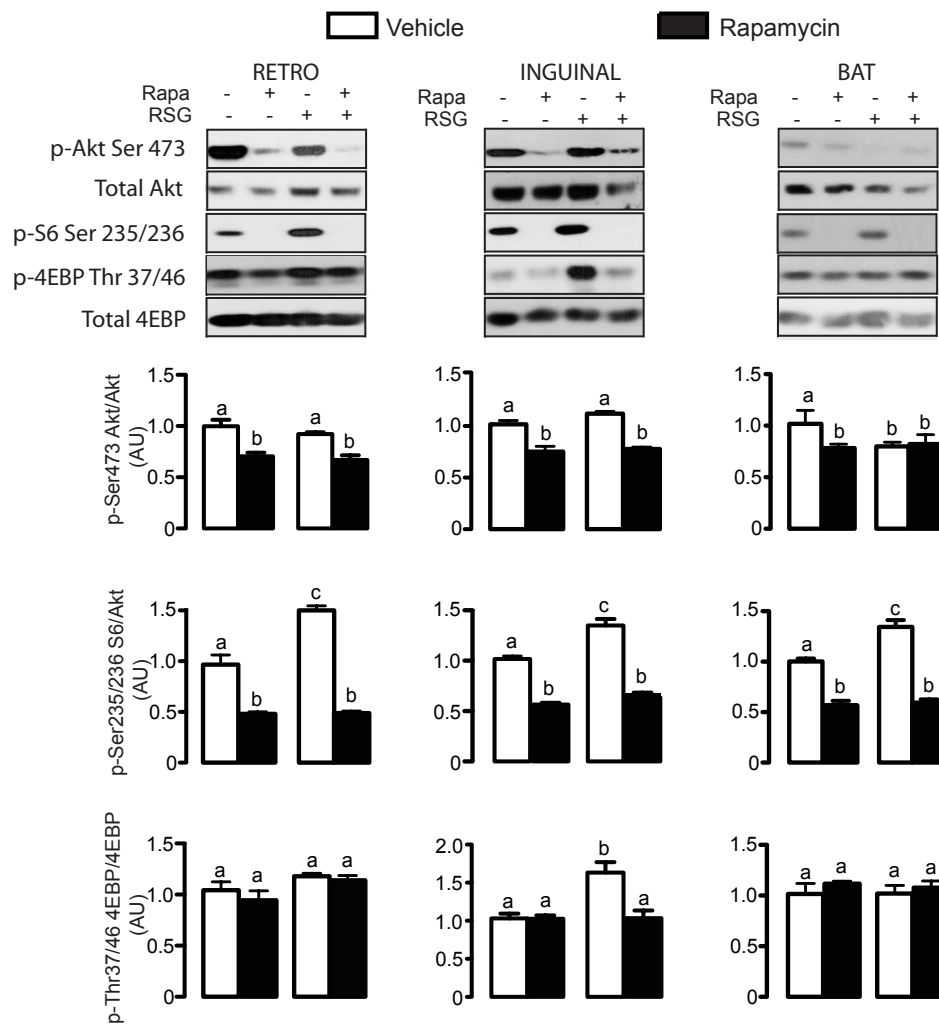 Vehicle Rapamycin
RETRO INGUINAL BAT
Rapa - + - + Rapa - + - + Rapa - + - +
RSG - - + + RSG - - + + RSG - - + +
p-Akt Ser 473
Total Akt
p-S6 Ser 235/236
p-4EBP Thr 37/46
Total 4EBP
p-Ser473 Akt/Akt
(AU)
1.5
1.0
0.5
0
a b a b
1.5
1.0
0.5
0
a b a b
1.5
1.0
0.5
0
a b b b
p-Ser235/236 S6/Akt
(AU)
1.5
1.0
0.5
0
a b c b
1.5
1.0
0.5
0
a b c b
1.5
1.0
0.5
0
a b c b
p-Thr37/46 4EBP/4EBP
(AU)
1.5
1.0
0.5
0
a a a a
2.0
1.5
1.0
0.5
0
a a b a
1.5
1.0
0.5
0
a a a a